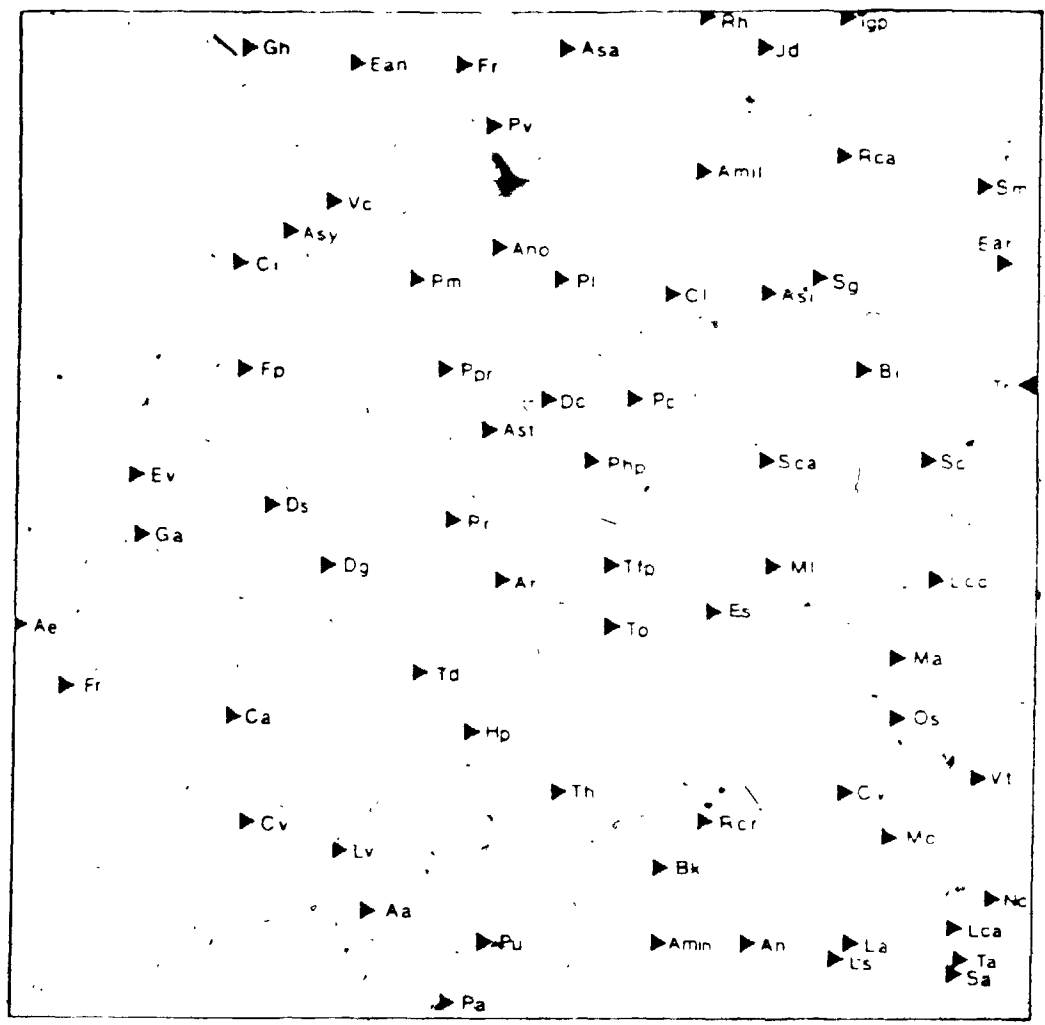 Rh
Igp
Gh
Asa
Jd
Ean
Fr
Pv
Rca
Amil
Sm
Vc
Asy
Ear
Ano
Ci
Pm
Pl
Sg
Cl
Asi
Fp
Ppr
Bi
Tr
Dc
Pc
Ast
Php
Sca
Sc
Ev
Ds
Pr
Ga
Dg
Tfp
Ml
Ar
Lcc
Es
Ae
To
Ma
Td
Fr
Ca
Os
Hp
Vt
Th
Cv
Cv
Rcr
Mc
Lv
Bk
Nc
Aa
Lca
Pu
Amin
An
La
Ls
Ta
Sa
Pa